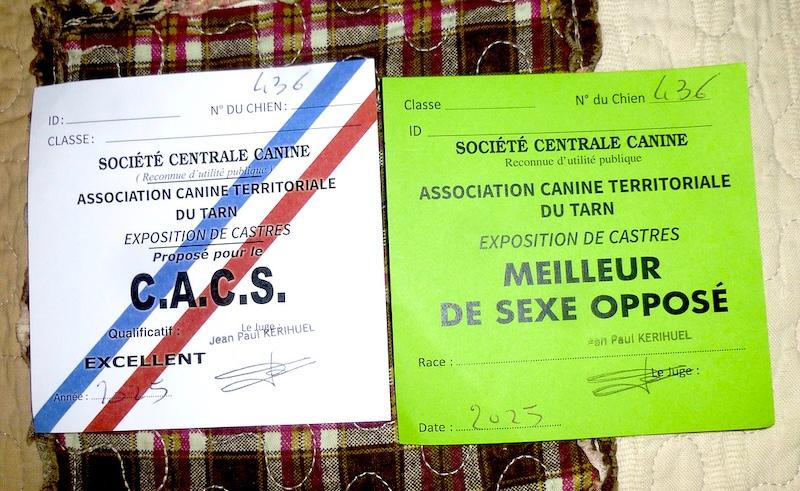 436
ID: N° DU CHIEN:
CLASSE:
SOCIÉTÉ CENTRALE CANINE
( Reconnue d'utilité publique )
ASSOCIATION CANINE TERRITORIALE
DU TARN
EXPOSITION DE CASTRES
Proposé pour le
C.A.C.S.
Qualificatif : Le Juge :
Jean Paul KERIHUEL
EXCELLENT
Année : 2025
Classe N° du Chien 436
ID
SOCIÉTÉ CENTRALE CANINE
Reconnue d'utilité publique
ASSOCIATION CANINE TERRITORIALE
DU TARN
EXPOSITION DE CASTRES
MEILLEUR
DE SEXE OPPOSÉ
ean Paul KERIHUEL
Race :
Le Juge :
Date : 2025